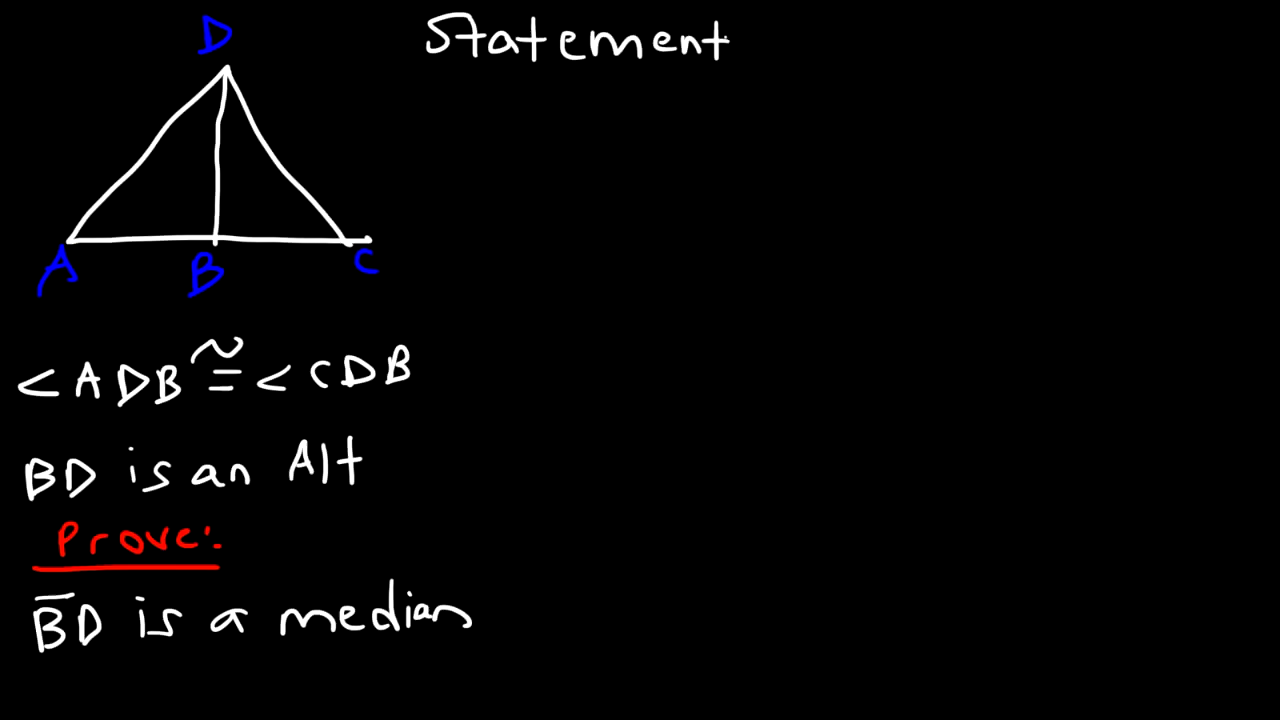 D
Statement
A B C
<ADB ≅ <CDB
BD is an Alt
Prove:
B̅D is a median